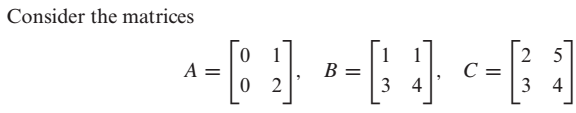 Consider the matrices
A = [0 1; 0 2], B = [1 1; 3 4], C = [2 5; 3 4]